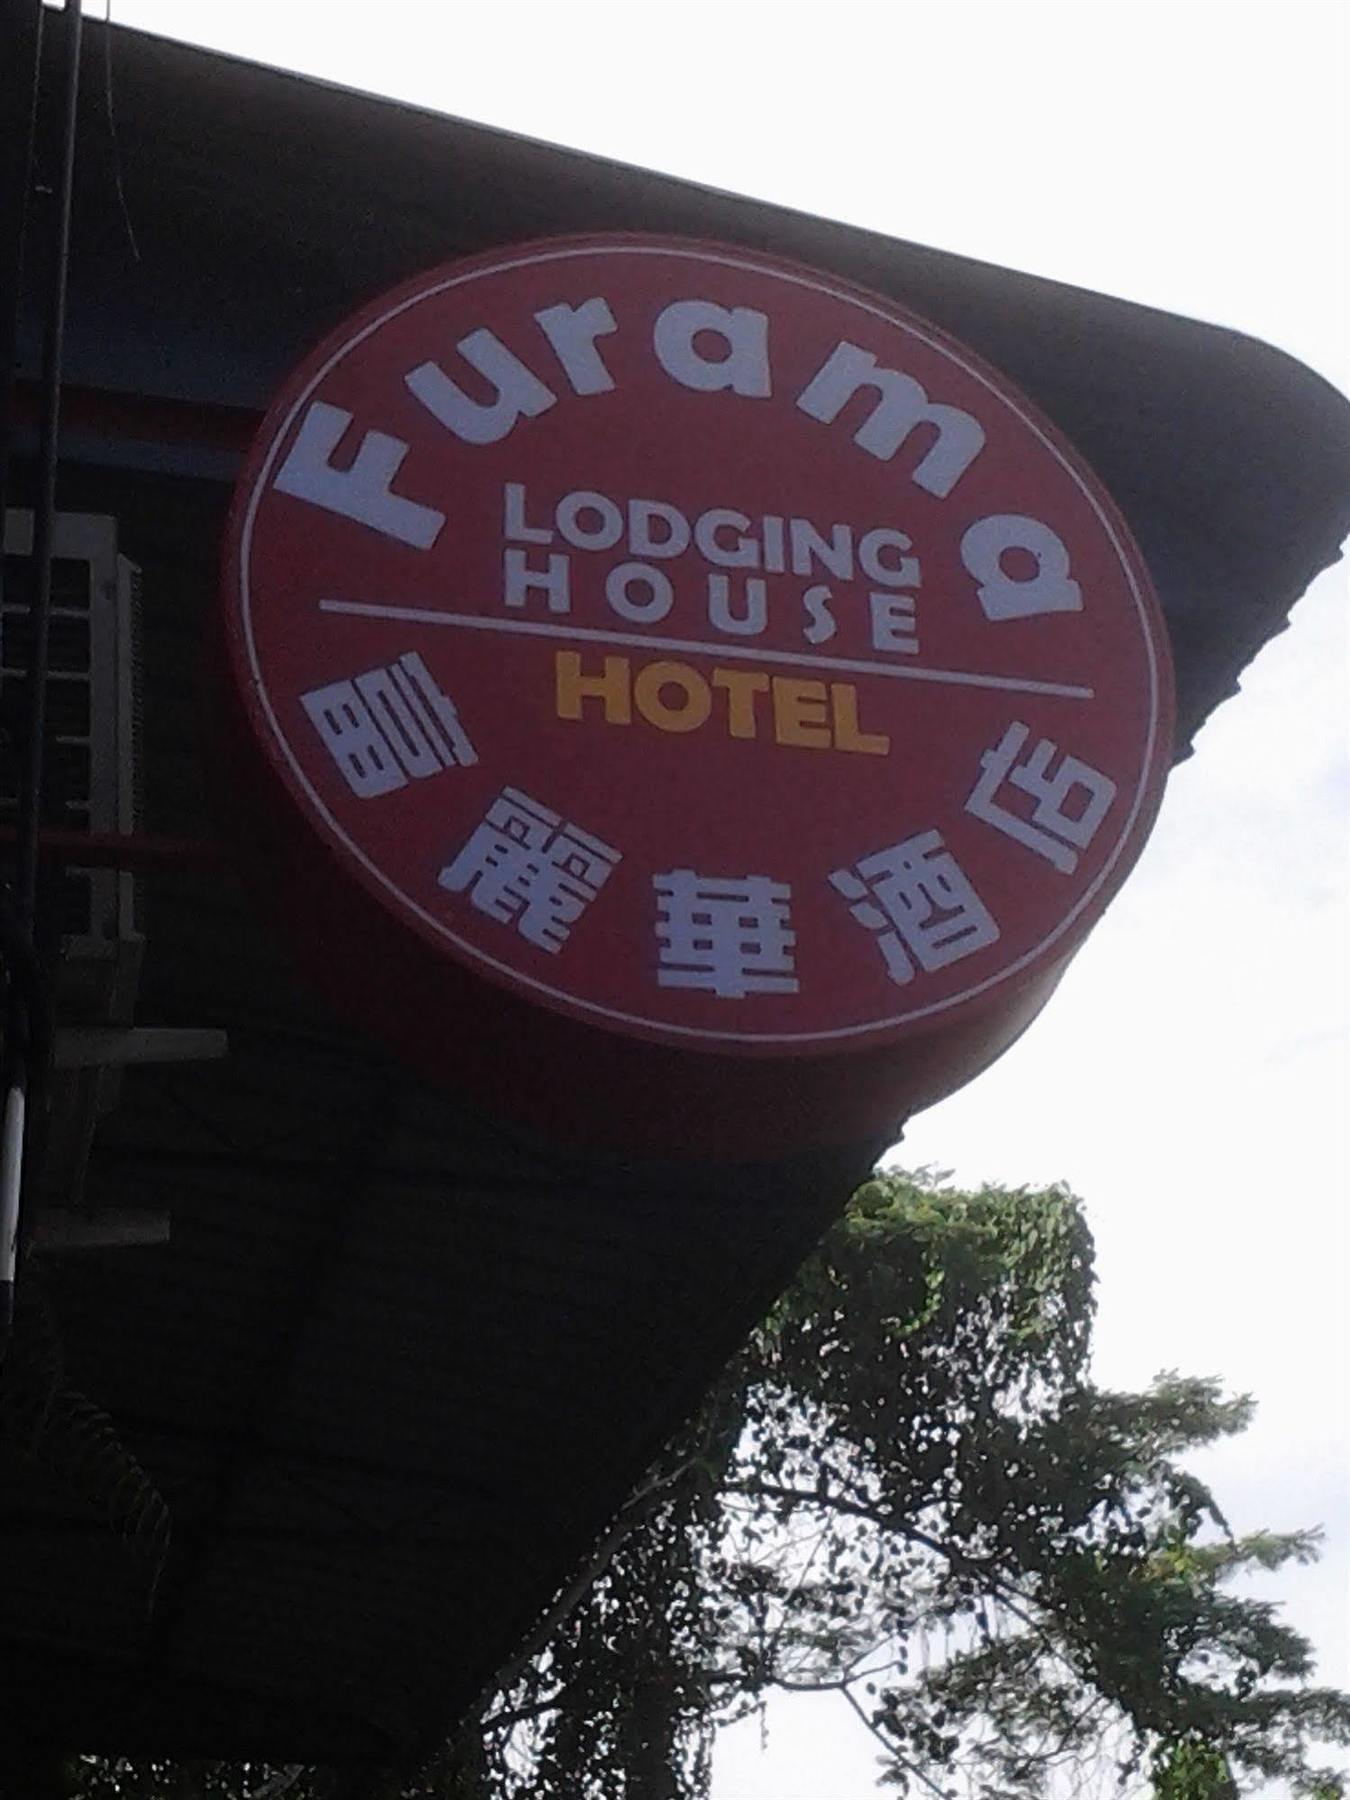 Furama
LODGING
HOUSE
HOTEL
富麗華酒店